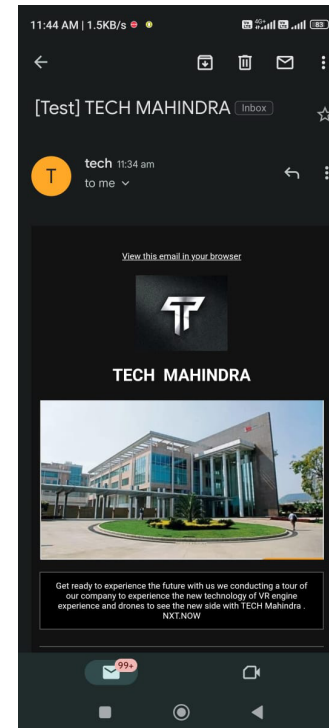 11:44 AM | 1.5KB/s
4G+
83
[Test] TECH MAHINDRA Inbox
T
tech 11:34 am
to me
View this email in your browser
TECH MAHINDRA
Get ready to experience the future with us we conducting a tour of
our company to experience the new technology of VR engine
experience and drones to see the new side with TECH Mahindra .
NXT.NOW
99+